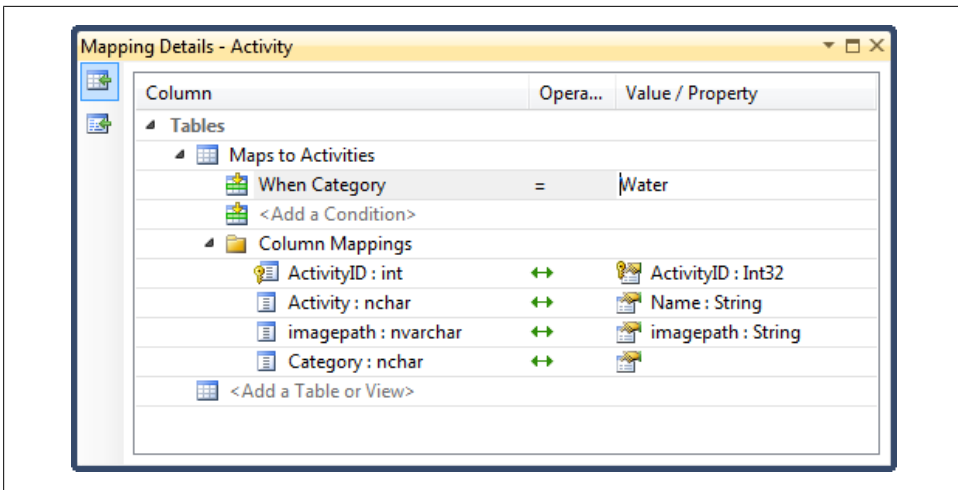 Mapping Details - Activity
Column Opera... Value / Property
Tables
Maps to Activities
When Category = Water
<Add a Condition>
Column Mappings
ActivityID : int ActivityID : Int32
Activity : nchar Name : String
imagepath : nvarchar imagepath : String
Category : nchar
<Add a Table or View>